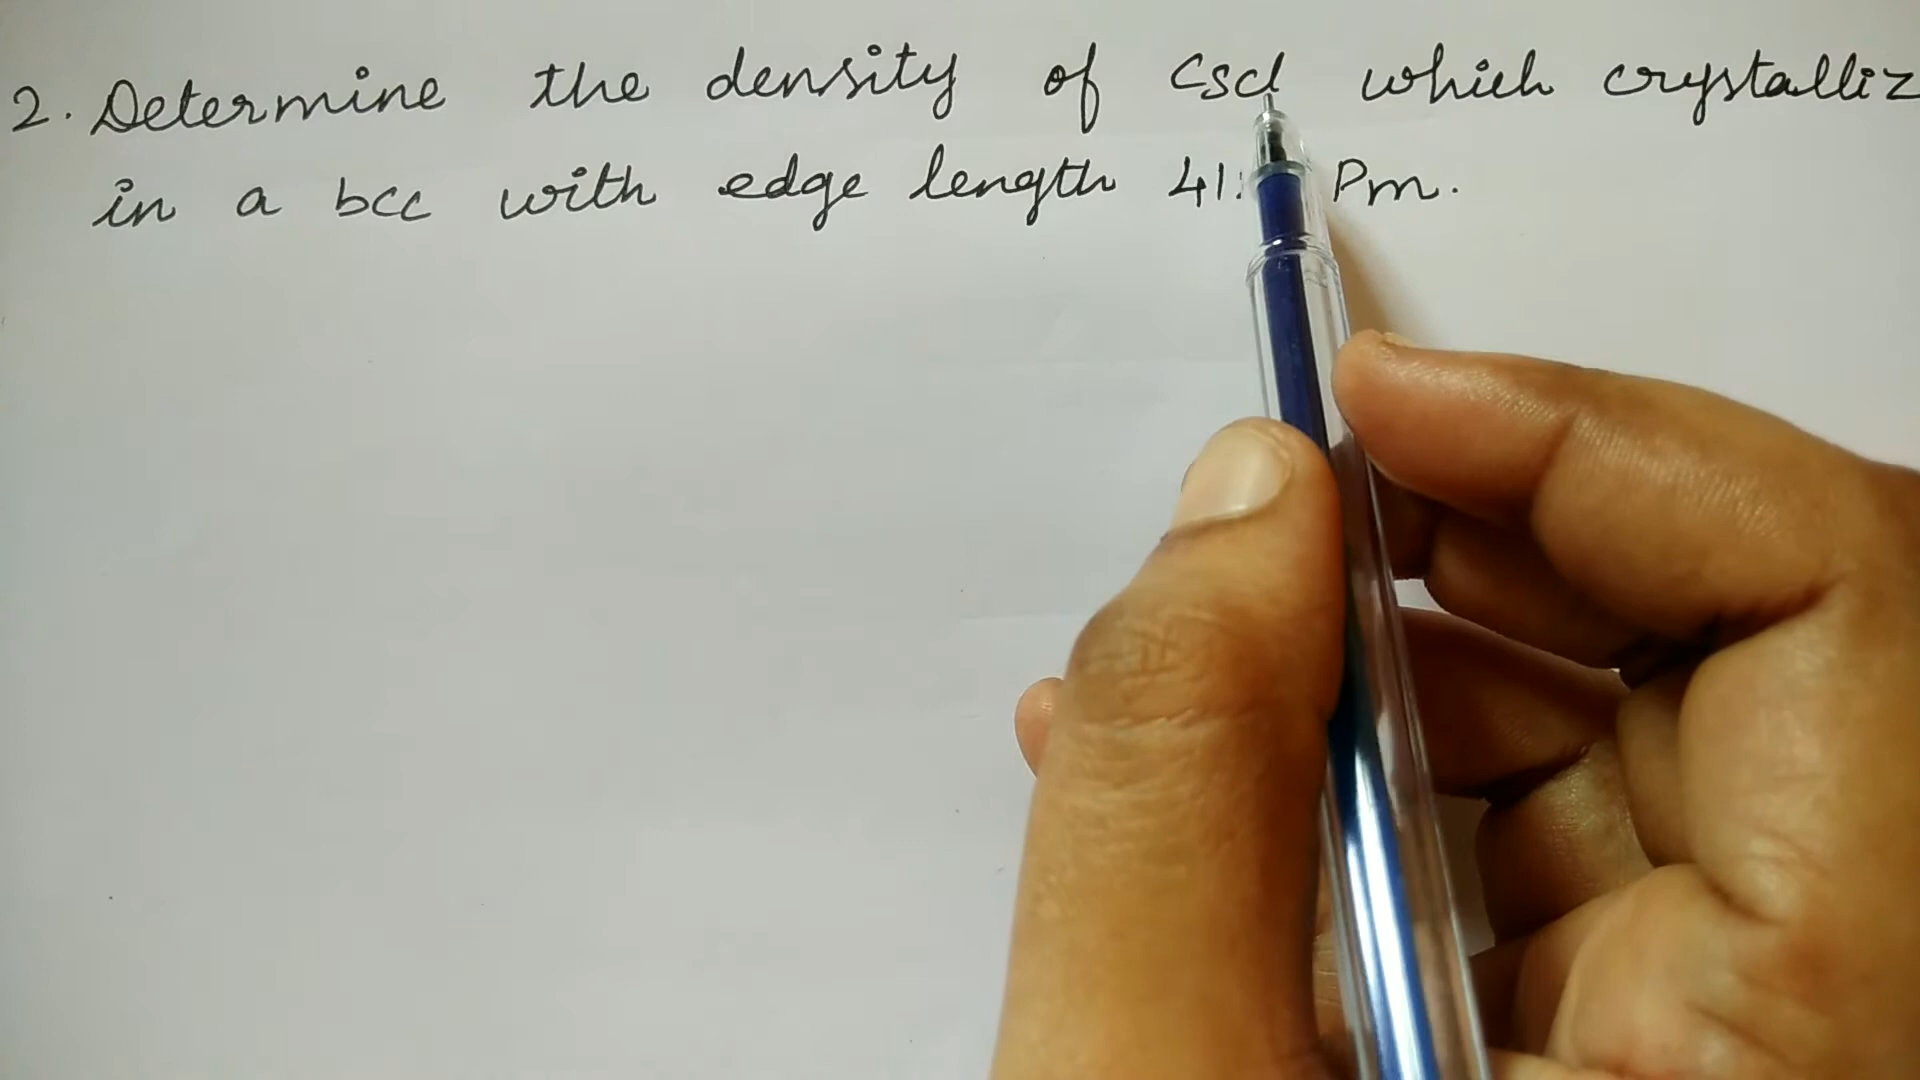 2. Determine the density of CsCl which crystalliz
in a bcc with edge length Pm.